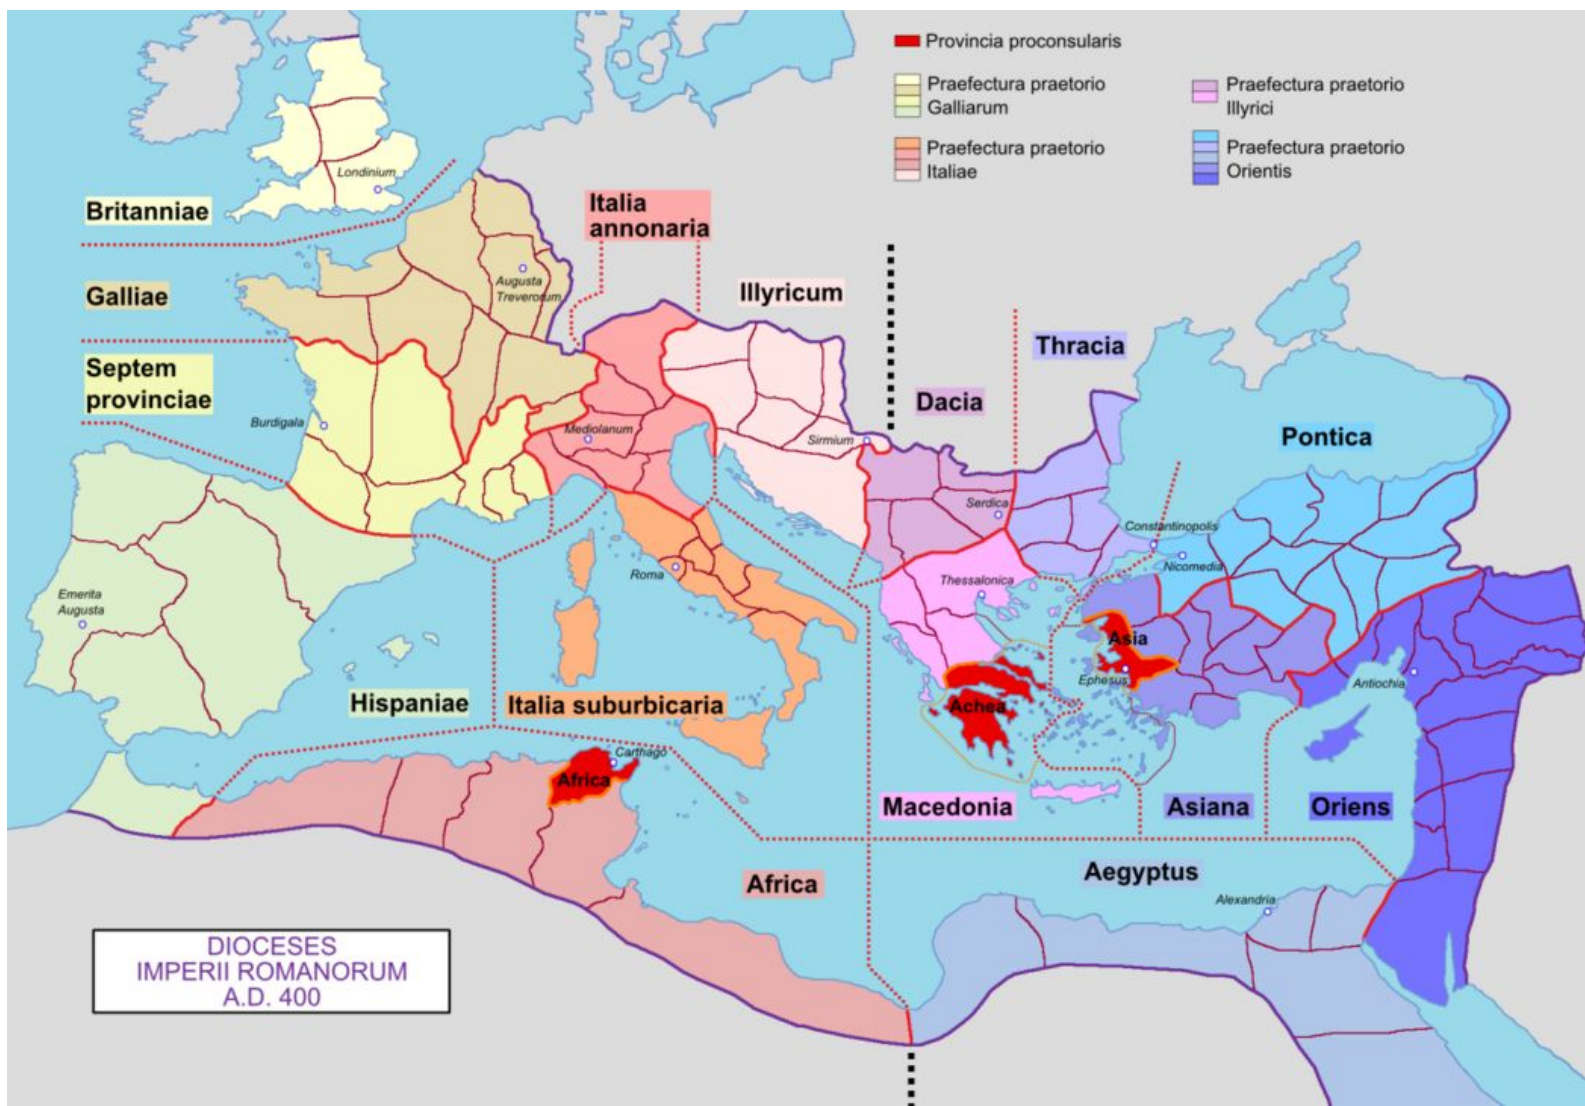 Provincia proconsularis
Praefectura praetorio
Galliarum
Praefectura praetorio
Illyrici
Praefectura praetorio
Italiae
Praefectura praetorio
Orientis
Londinium
Britanniae
Italia
annonaria
Augusta
Treverorum
Galliae
Illyricum
Thracia
Septem
provinciae
Dacia
Burdigala
Mediolanum
Sirmium
Pontica
Serdica
Constantinopolis
Nicomedia
Roma
Thessalonica
Emerita
Augusta
Asia
Ephesus
Antiochia
Hispaniae
Italia suburbicaria
Achea
Carthago
Africa
Macedonia
Asiana
Oriens
Africa
Aegyptus
Alexandria
DIOCESES
IMPERII ROMANORUM
A.D. 400